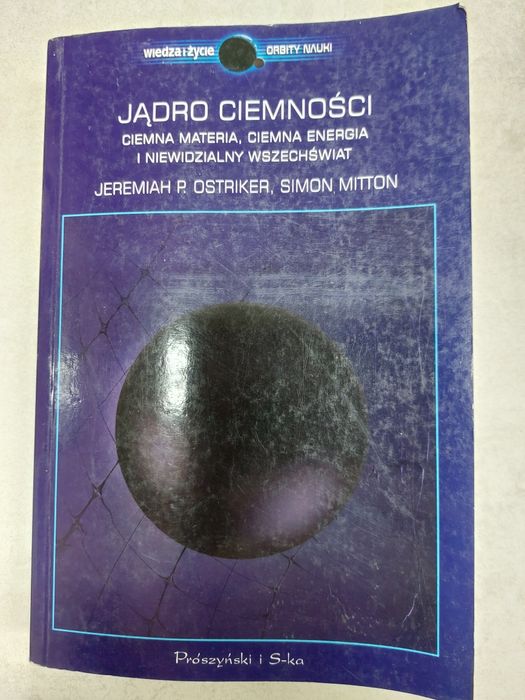 wiedza i życie ORBITY NAUKI
JĄDRO CIEMNOŚCI
CIEMNA MATERIA, CIEMNA ENERGIA
I NIEWIDZIALNY WSZECHŚWIAT
JEREMIAH P. OSTRIKER, SIMON MITTON
Prószyński i S-ka